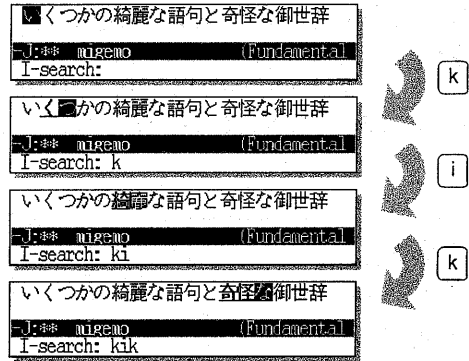 いくつかの綺麗な語句と奇怪な御世辞
-J:** migemo (Fundamental
I-search:
k
いくつかの綺麗な語句と奇怪な御世辞
-J:** migemo (Fundamental
I-search: k
i
いくつかの綺麗な語句と奇怪な御世辞
-J:** migemo (Fundamental
I-search: ki
k
いくつかの綺麗な語句と奇怪な御世辞
-J:** migemo (Fundamental
I-search: kik